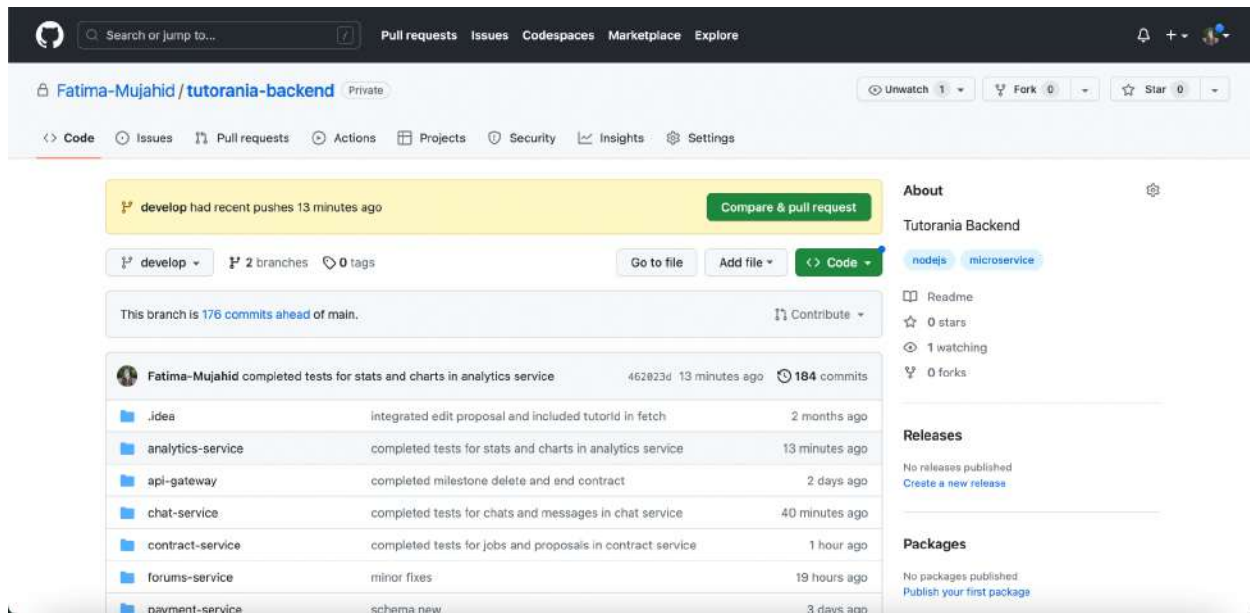 Search or jump to... / Pull requests Issues Codespaces Marketplace Explore
Fatima-Mujahid / tutorania-backend Private
Unwatch 1 Fork 0 Star 0
Code Issues Pull requests Actions Projects Security Insights Settings
develop had recent pushes 13 minutes ago Compare & pull request
develop 2 branches 0 tags Go to file Add file Code
This branch is 176 commits ahead of main. Contribute
Fatima-Mujahid completed tests for stats and charts in analytics service 462023d 13 minutes ago 184 commits
.idea integrated edit proposal and included tutorId in fetch 2 months ago
analytics-service completed tests for stats and charts in analytics service 13 minutes ago
api-gateway completed milestone delete and end contract 2 days ago
chat-service completed tests for chats and messages in chat service 40 minutes ago
contract-service completed tests for jobs and proposals in contract service 1 hour ago
forums-service minor fixes 19 hours ago
payment-service schema new 3 days ago
About
Tutorania Backend
nodejs microservice
Readme
0 stars
1 watching
0 forks
Releases
No releases published
Create a new release
Packages
No packages published
Publish your first package